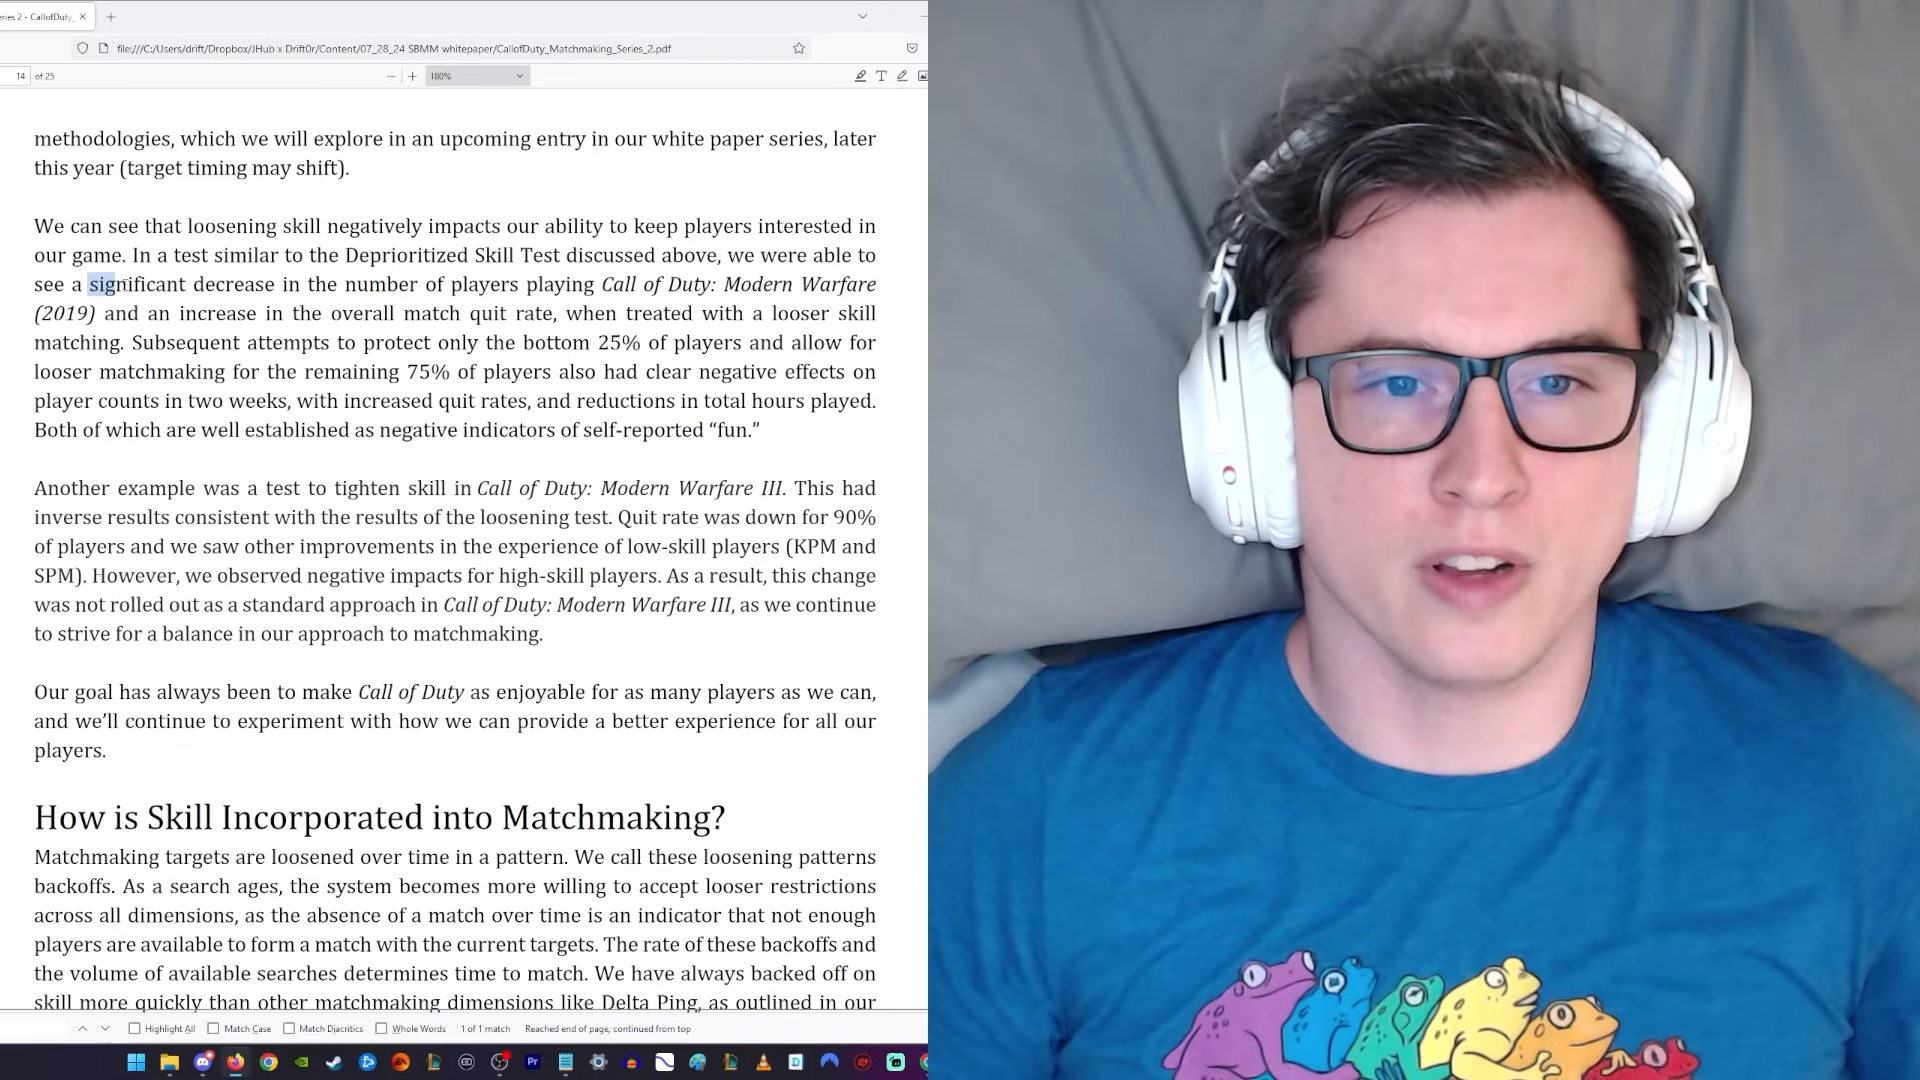 eries 2 - CallofDuty_
file:///C:/Users/drift/Dropbox/JHub x Drift0r/Content/07_28_24 SBMM whitepaper/CallofDuty_Matchmaking_Series_2.pdf
14 of 25
180%
methodologies, which we will explore in an upcoming entry in our white paper series, later
this year (target timing may shift).
We can see that loosening skill negatively impacts our ability to keep players interested in
our game. In a test similar to the Deprioritized Skill Test discussed above, we were able to
see a significant decrease in the number of players playing Call of Duty: Modern Warfare
(2019) and an increase in the overall match quit rate, when treated with a looser skill
matching. Subsequent attempts to protect only the bottom 25% of players and allow for
looser matchmaking for the remaining 75% of players also had clear negative effects on
player counts in two weeks, with increased quit rates, and reductions in total hours played.
Both of which are well established as negative indicators of self-reported “fun.”
Another example was a test to tighten skill in Call of Duty: Modern Warfare III. This had
inverse results consistent with the results of the loosening test. Quit rate was down for 90%
of players and we saw other improvements in the experience of low-skill players (KPM and
SPM). However, we observed negative impacts for high-skill players. As a result, this change
was not rolled out as a standard approach in Call of Duty: Modern Warfare III, as we continue
to strive for a balance in our approach to matchmaking.
Our goal has always been to make Call of Duty as enjoyable for as many players as we can,
and we’ll continue to experiment with how we can provide a better experience for all our
players.
How is Skill Incorporated into Matchmaking?
Matchmaking targets are loosened over time in a pattern. We call these loosening patterns
backoffs. As a search ages, the system becomes more willing to accept looser restrictions
across all dimensions, as the absence of a match over time is an indicator that not enough
players are available to form a match with the current targets. The rate of these backoffs and
the volume of available searches determines time to match. We have always backed off on
skill more quickly than other matchmaking dimensions like Delta Ping, as outlined in our
Highlight All Match Case Match Diacritics Whole Words 1 of 1 match Reached end of page, continued from top